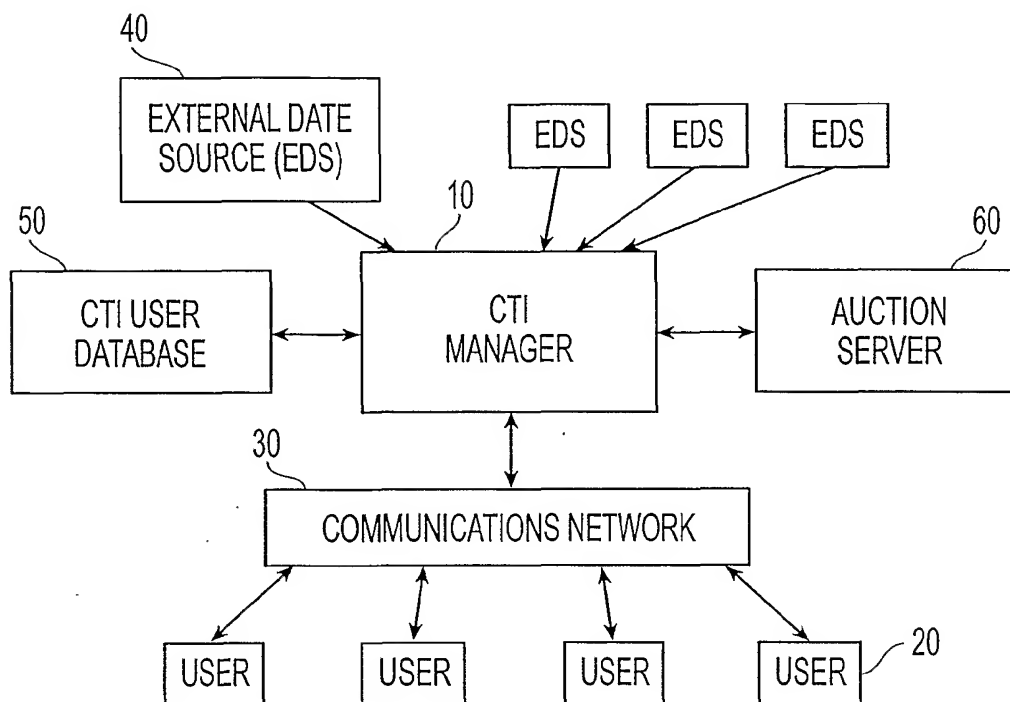 40
EXTERNAL DATE
SOURCE (EDS)
EDS
EDS
EDS
50
10
60
CTI USER
DATABASE
CTI
MANAGER
AUCTION
SERVER
30
COMMUNICATIONS NETWORK
USER
USER
USER
USER
20